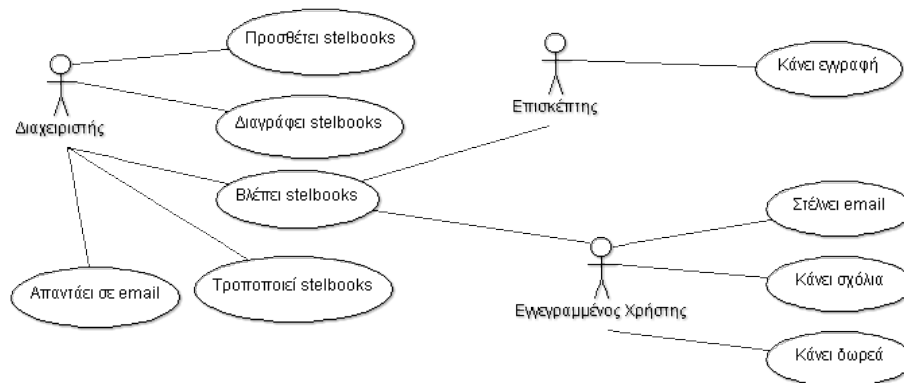 Προσθέτει stelbooks
Κάνει εγγραφή
Επισκέπτης
Διαχειριστής
Διαγράφει stelbooks
Βλέπει stelbooks
Στέλνει email
Απαντάει σε email
Τροποποιεί stelbooks
Κάνει σχόλια
Εγγεγραμμένος Χρήστης
Κάνει δωρεά